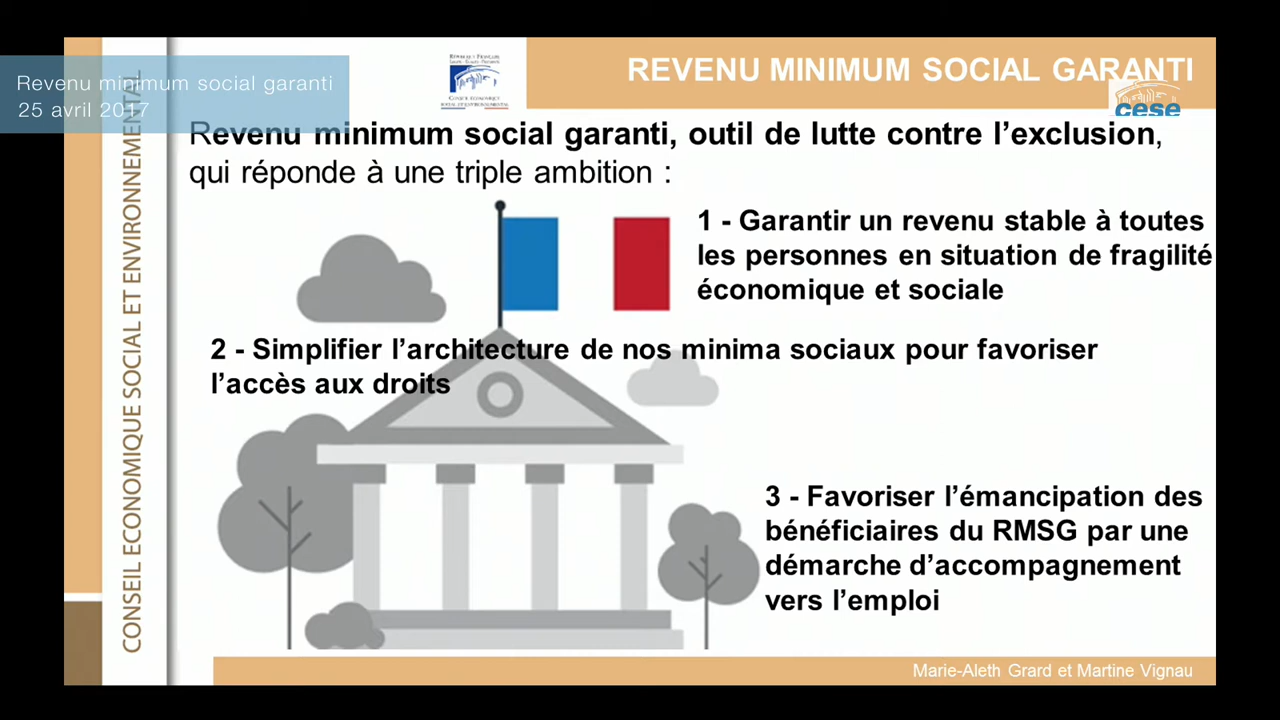 Revenu minimum social garanti
25 avril 2017
REVENU MINIMUM SOCIAL GARANTI
cese
CONSEIL ECONOMIQUE SOCIAL ET ENVIRONNEMENTAL
Revenu minimum social garanti, outil de lutte contre l’exclusion,
qui réponde à une triple ambition :
1 - Garantir un revenu stable à toutes
les personnes en situation de fragilité
économique et sociale
2 - Simplifier l’architecture de nos minima sociaux pour favoriser
l’accès aux droits
3 - Favoriser l’émancipation des
bénéficiaires du RMSG par une
démarche d’accompagnement
vers l’emploi
Marie-Aleth Grard et Martine Vignau